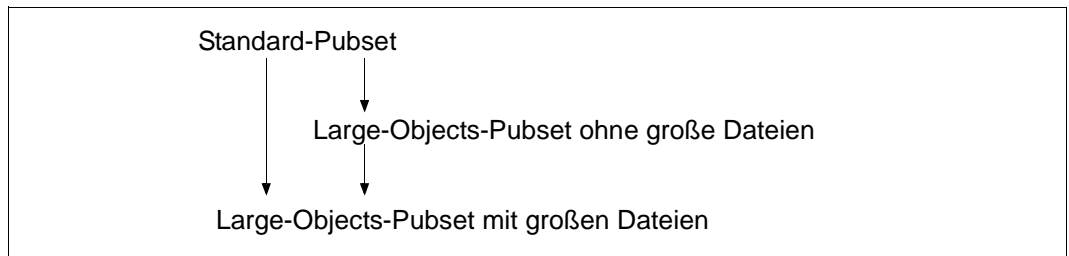 Standard-Pubset
Large-Objects-Pubset ohne große Dateien
Large-Objects-Pubset mit großen Dateien